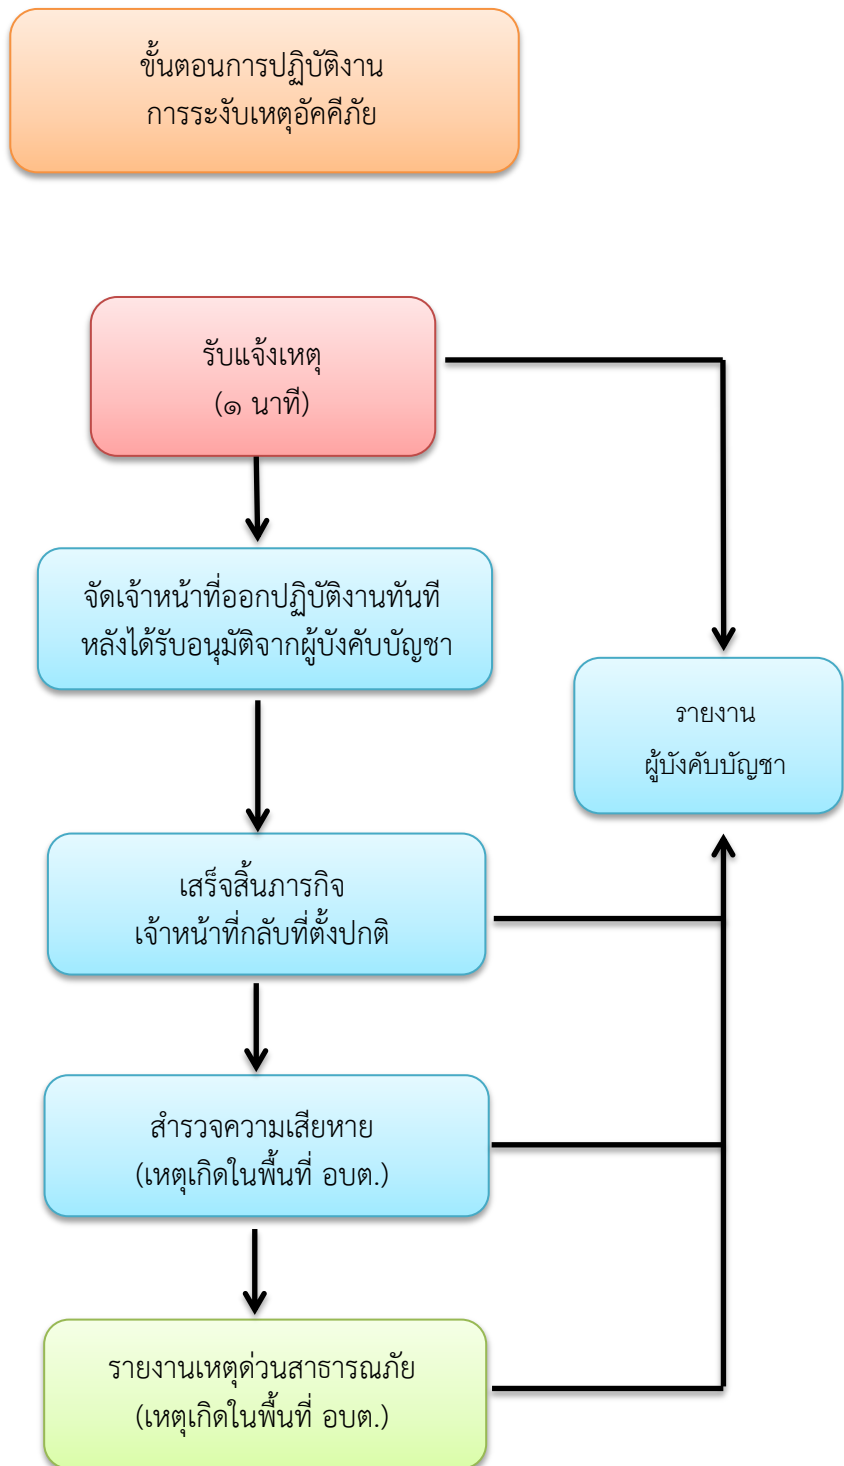 ขั้นตอนการปฏิบัติงาน
การระงับเหตุอัคคีภัย
รับแจ้งเหตุ
(๑ นาที)
จัดเจ้าหน้าที่ออกปฏิบัติงานทันที
หลังได้รับอนุมัติจากผู้บังคับบัญชา
รายงาน
ผู้บังคับบัญชา
เสร็จสิ้นภารกิจ
เจ้าหน้าที่กลับที่ตั้งปกติ
สำรวจความเสียหาย
(เหตุเกิดในพื้นที่ อบต.)
รายงานเหตุด่วนสาธารณภัย
(เหตุเกิดในพื้นที่ อบต.)